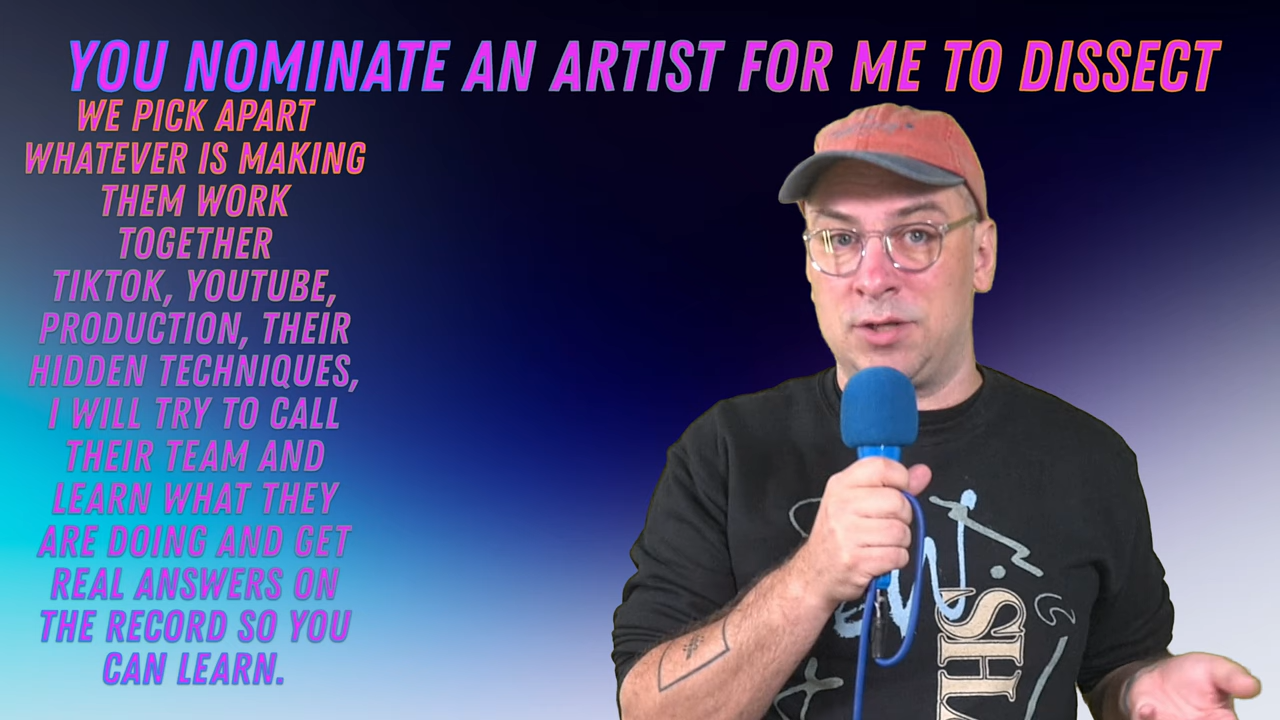 YOU NOMINATE AN ARTIST FOR ME TO DISSECT
WE PICK APART
WHATEVER IS MAKING
THEM WORK
TOGETHER
TIKTOK, YOUTUBE,
PRODUCTION, THEIR
HIDDEN TECHNIQUES,
I WILL TRY TO CALL
THEIR TEAM AND
LEARN WHAT THEY
ARE DOING AND GET
REAL ANSWERS ON
THE RECORD SO YOU
CAN LEARN.